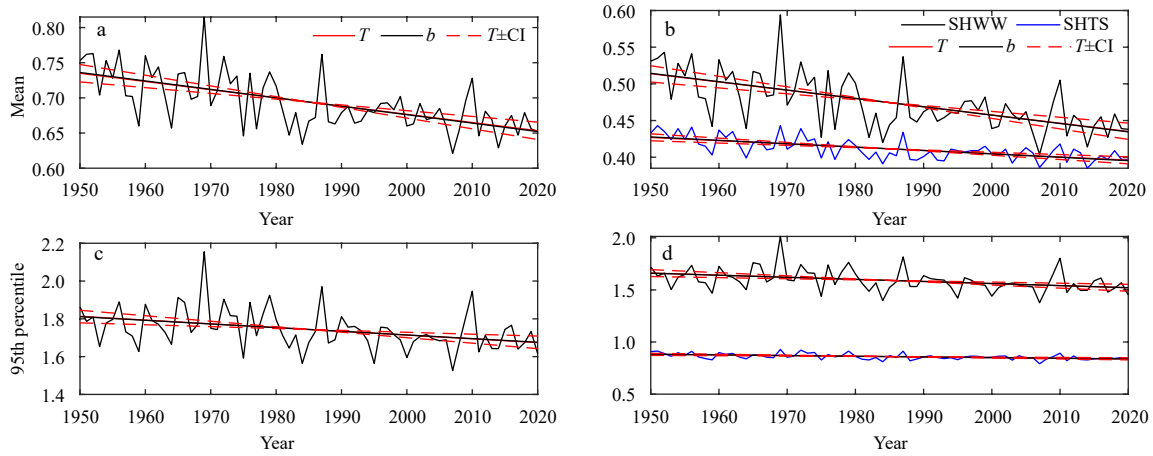 a
T b T±CI
Mean
0.80
0.75
0.70
0.65
0.60
1950 1960 1970 1980 1990 2000 2010 2020
Year
b
SHWW SHTS
T b T±CI
0.60
0.55
0.50
0.45
0.40
1950 1960 1970 1980 1990 2000 2010 2020
Year
c
95th percentile
2.2
2.0
1.8
1.6
1.4
1950 1960 1970 1980 1990 2000 2010 2020
Year
d
2.0
1.5
1.0
0.5
1950 1960 1970 1980 1990 2000 2010 2020
Year